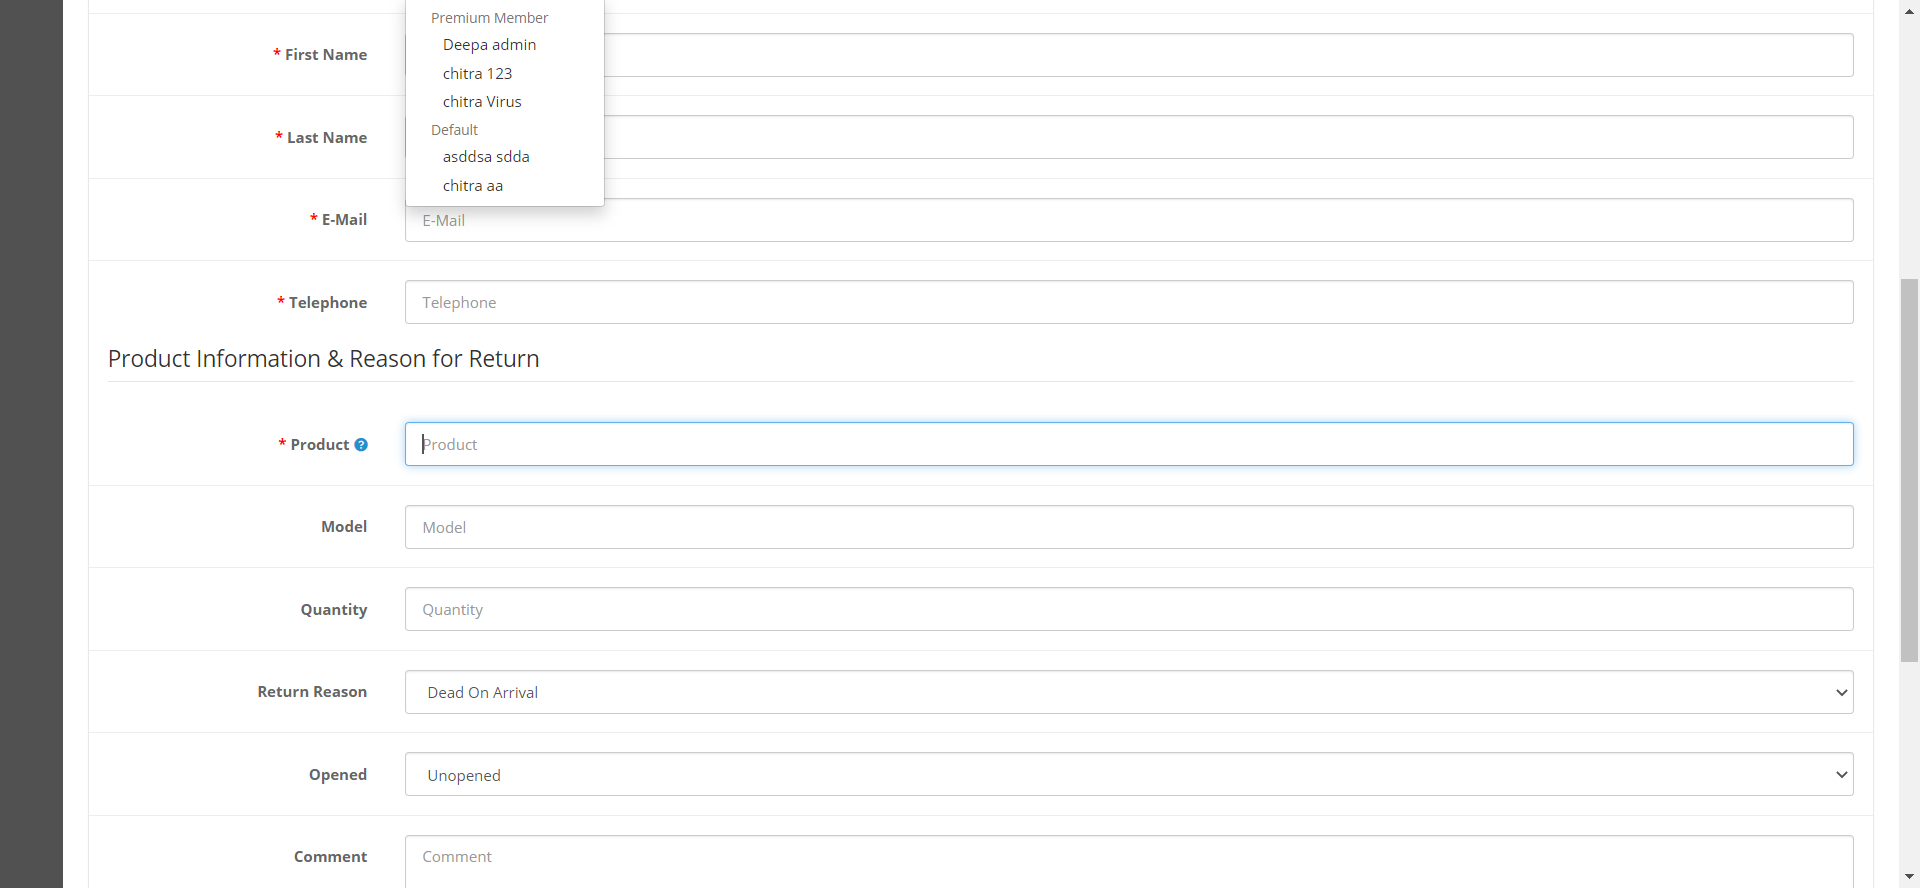 Premium Member
Deepa admin
* First Name
chitra 123
chitra Virus
Default
* Last Name
asddsa sdda
chitra aa
* E-Mail
E-Mail
* Telephone
Telephone
Product Information & Reason for Return
* Product ?
Product
Model
Model
Quantity
Quantity
Return Reason
Dead On Arrival
Opened
Unopened
Comment
Comment